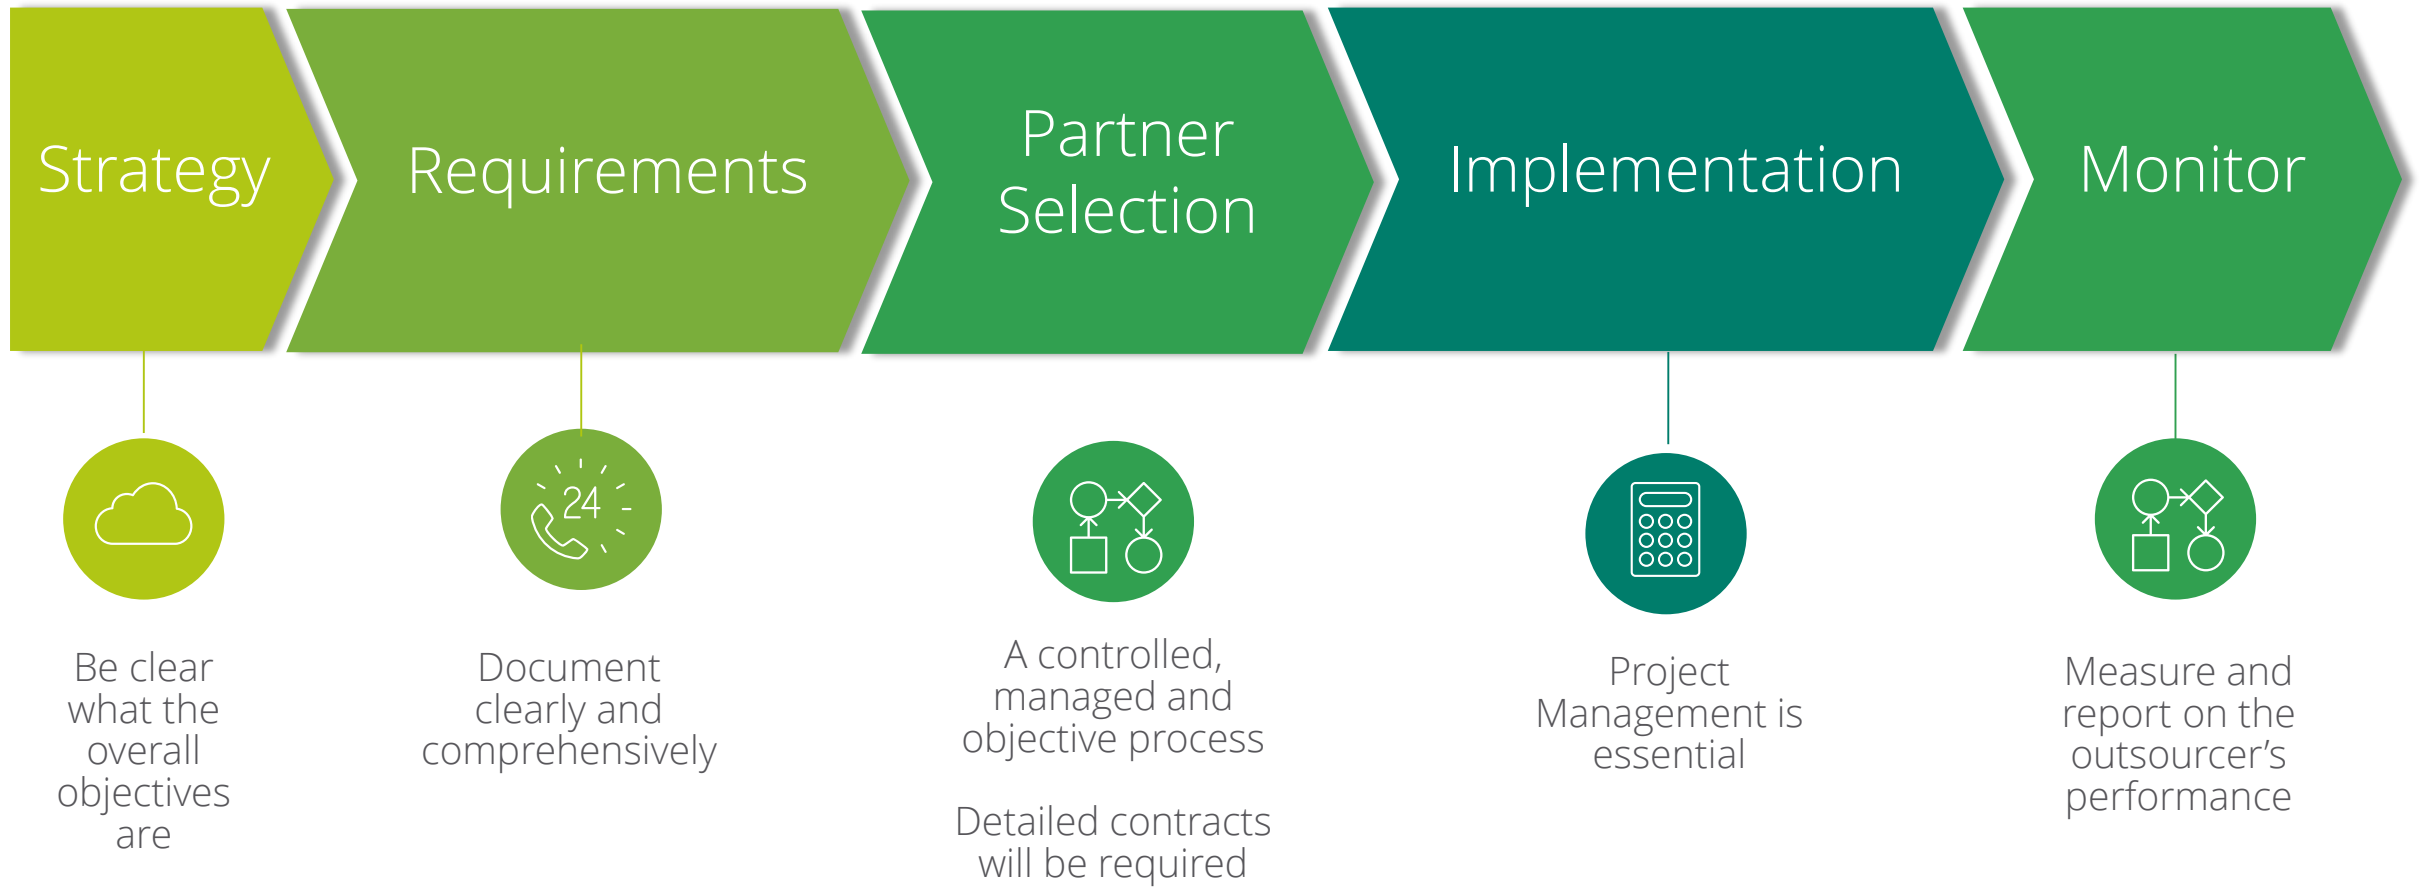 Strategy
Requirements
Partner
Selection
Implementation
Monitor
24
Be clear
what the
overall
objectives
are
Document
clearly and
comprehensively
A controlled,
managed and
objective process
Detailed contracts
will be required
Project
Management is
essential
Measure and
report on the
outsourcer’s
performance